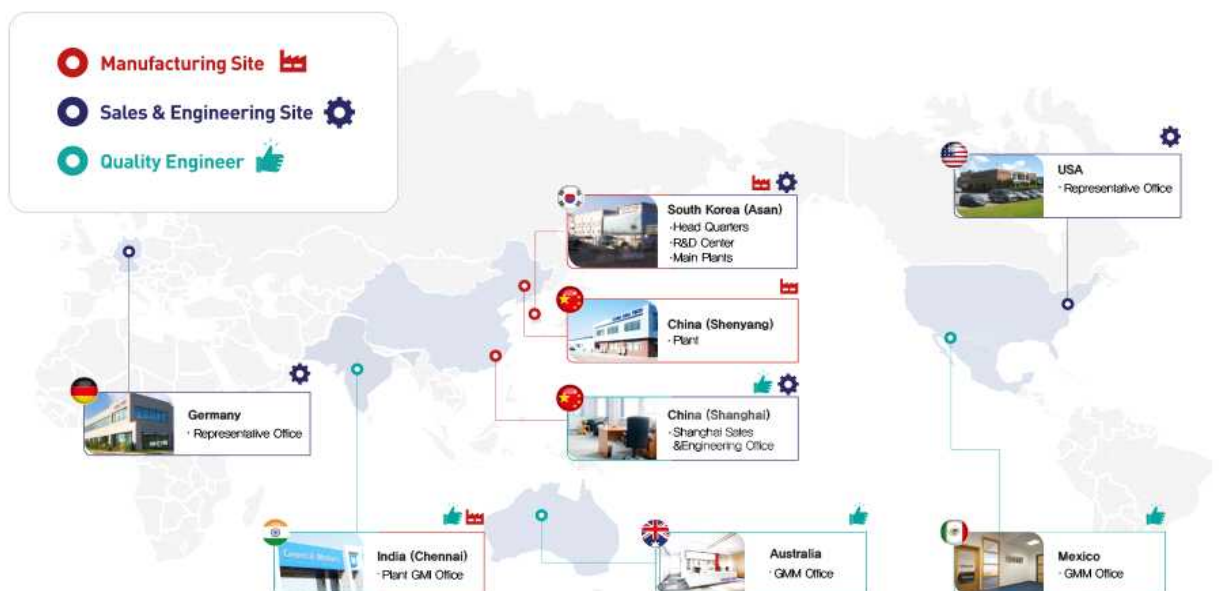 Manufacturing Site
Sales & Engineering Site
Quality Engineer
USA
· Representative Office
South Korea (Asan)
·Head Quarters
·R&D Center
·Main Plants
China (Shenyang)
· Plant
China (Shanghai)
· Shanghai Sales
&Engineering Office
Germany
· Representative Office
India (Chennai)
· Plant GMI Office
Australia
· GMM Office
Mexico
· GMM Office